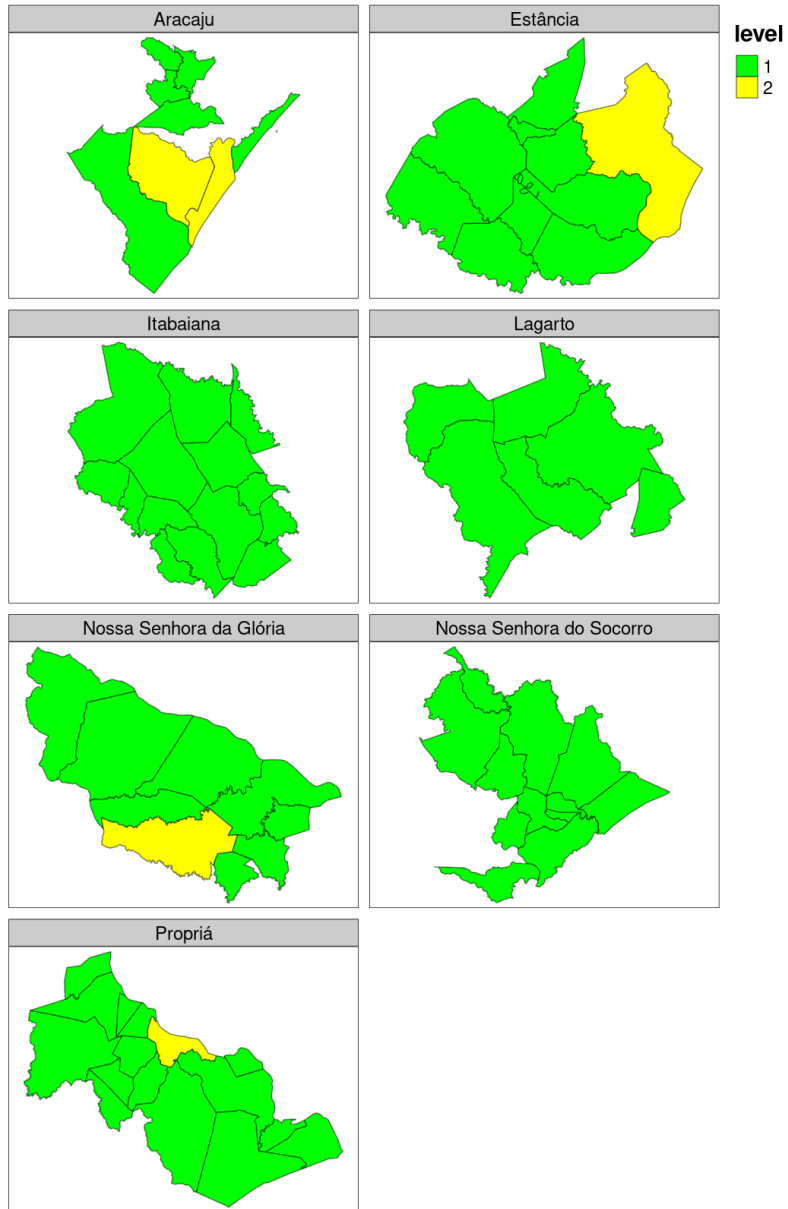 Aracaju
Estância
level
1
2
Itabaiana
Lagarto
Nossa Senhora da Glória
Nossa Senhora do Socorro
Propriá